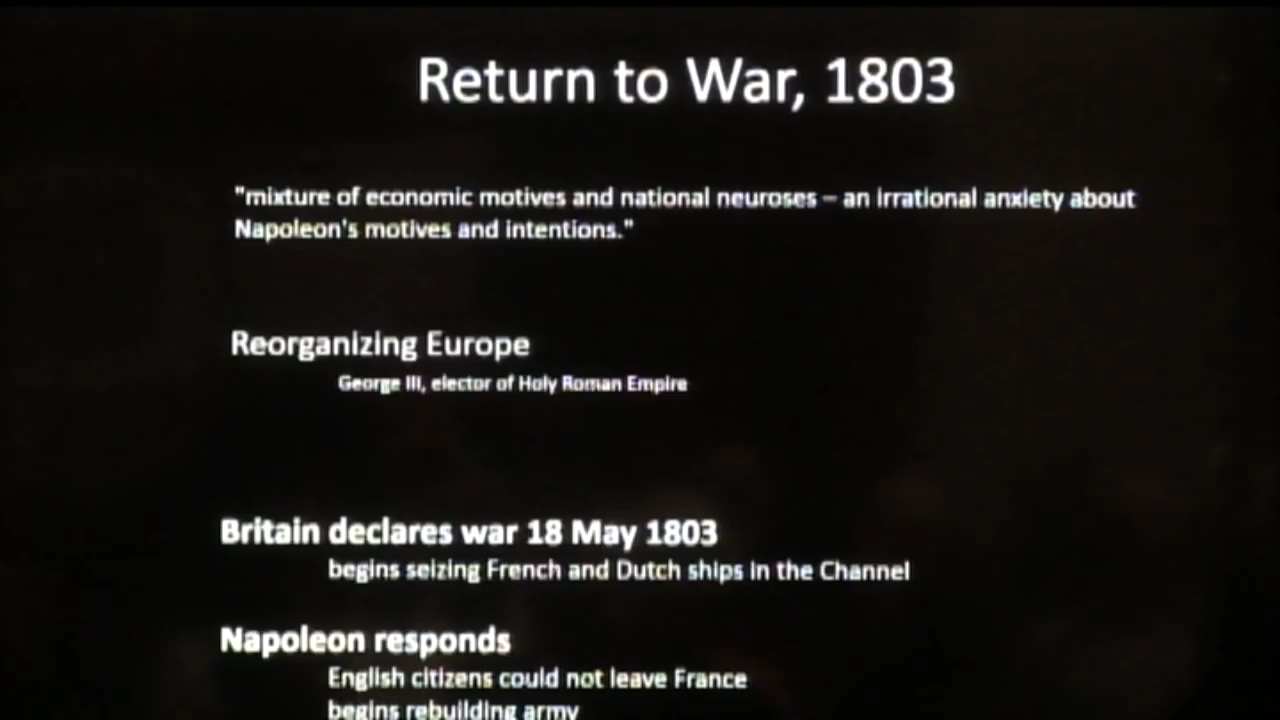 Return to War, 1803
"mixture of economic motives and national neuroses – an irrational anxiety about
Napoleon's motives and intentions."
Reorganizing Europe
George III, elector of Holy Roman Empire
Britain declares war 18 May 1803
begins seizing French and Dutch ships in the Channel
Napoleon responds
English citizens could not leave France
begins rebuilding army